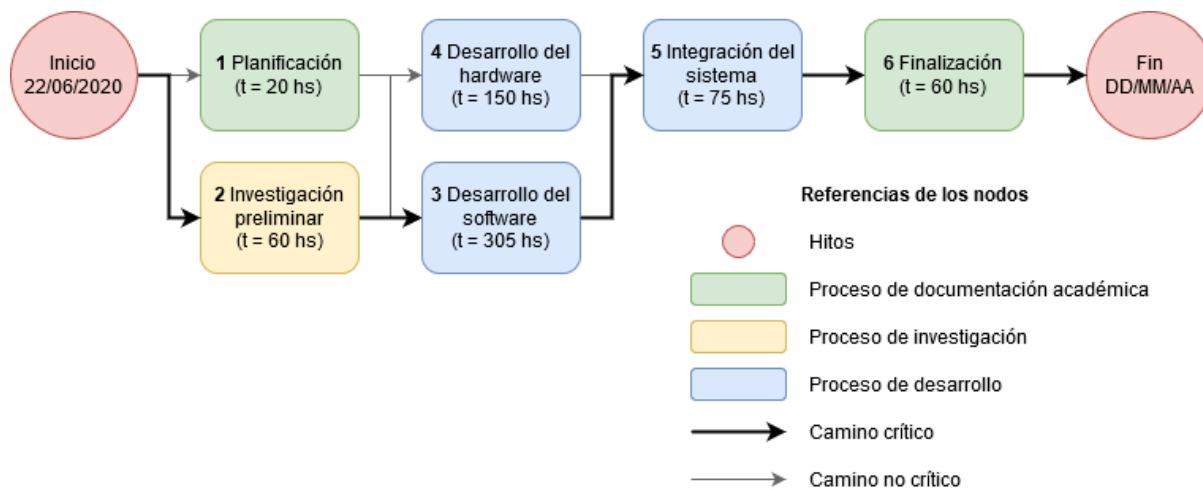 Inicio
22/06/2020
1 Planificación
(t = 20 hs)
4 Desarrollo del
hardware
(t = 150 hs)
5 Integración del
sistema
(t = 75 hs)
6 Finalización
(t = 60 hs)
Fin
DD/MM/AA
2 Investigación
preliminar
(t = 60 hs)
3 Desarrollo del
software
(t = 305 hs)
Referencias de los nodos
Hitos
Proceso de documentación académica
Proceso de investigación
Proceso de desarrollo
Camino crítico
Camino no crítico